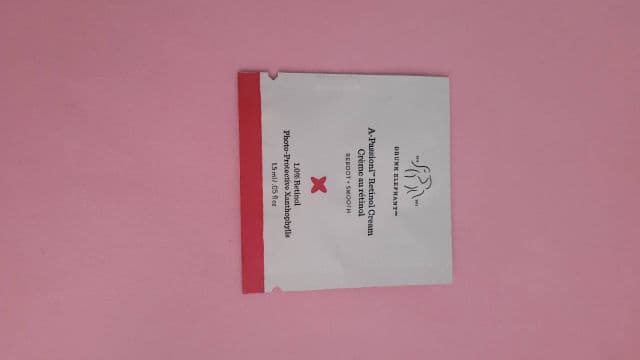 DRUNK ELEPHANT™
A-Passioni™ Retinol Cream
Crème au rétinol
REBOOT • SMOOTH
1.0% Retinol
Photo-Protective Xanthophylls
1.5 ml / .05 fl oz